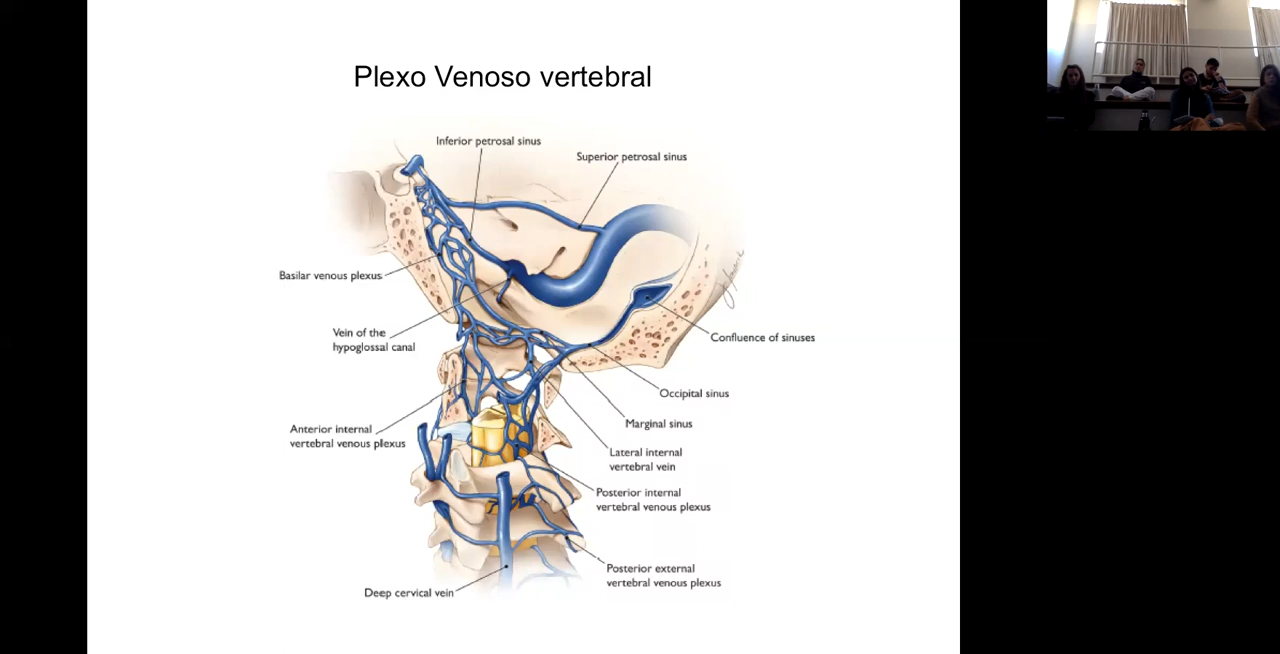 Plexo Venoso vertebral
Inferior petrosal sinus
Superior petrosal sinus
Basilar venous plexus
Vein of the
hypoglossal canal
Confluence of sinuses
Occipital sinus
Marginal sinus
Anterior internal
vertebral venous plexus
Lateral internal
vertebral vein
Posterior internal
vertebral venous plexus
Posterior external
vertebral venous plexus
Deep cervical vein